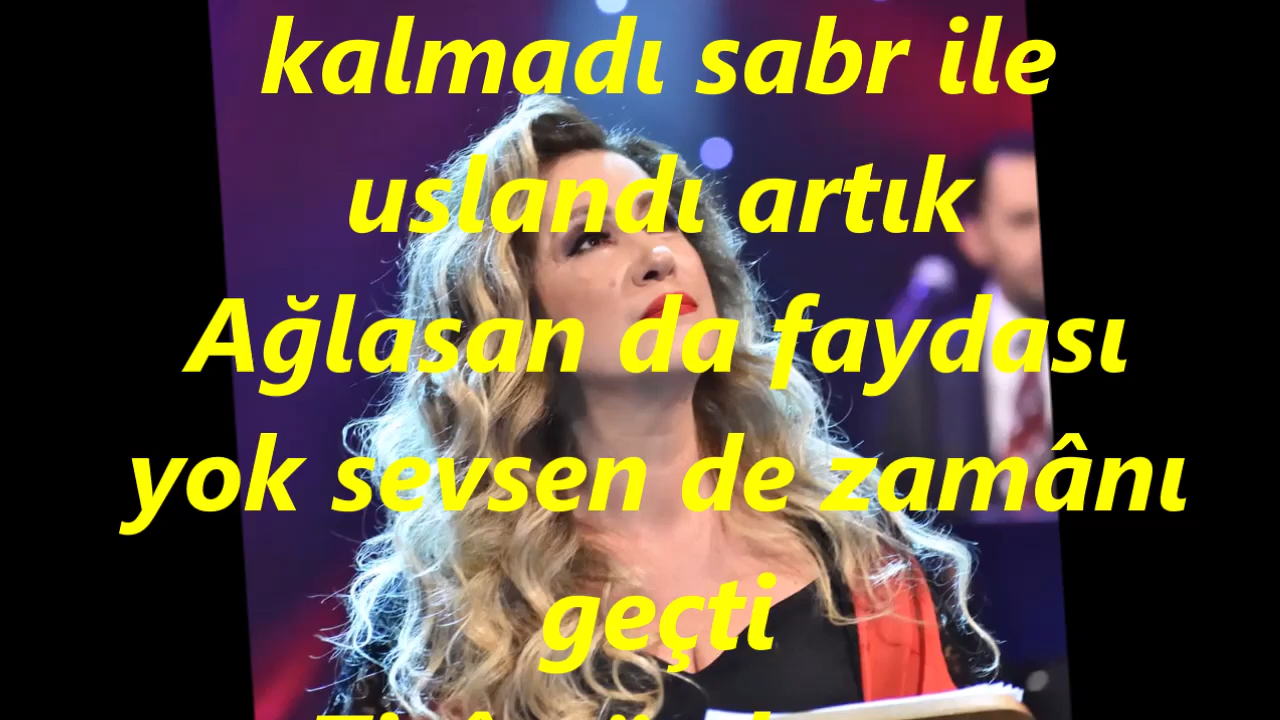 kalmadı sabr ile
uslandı artık
Ağlasan da faydası
yok sevsen de zamânı
geçti